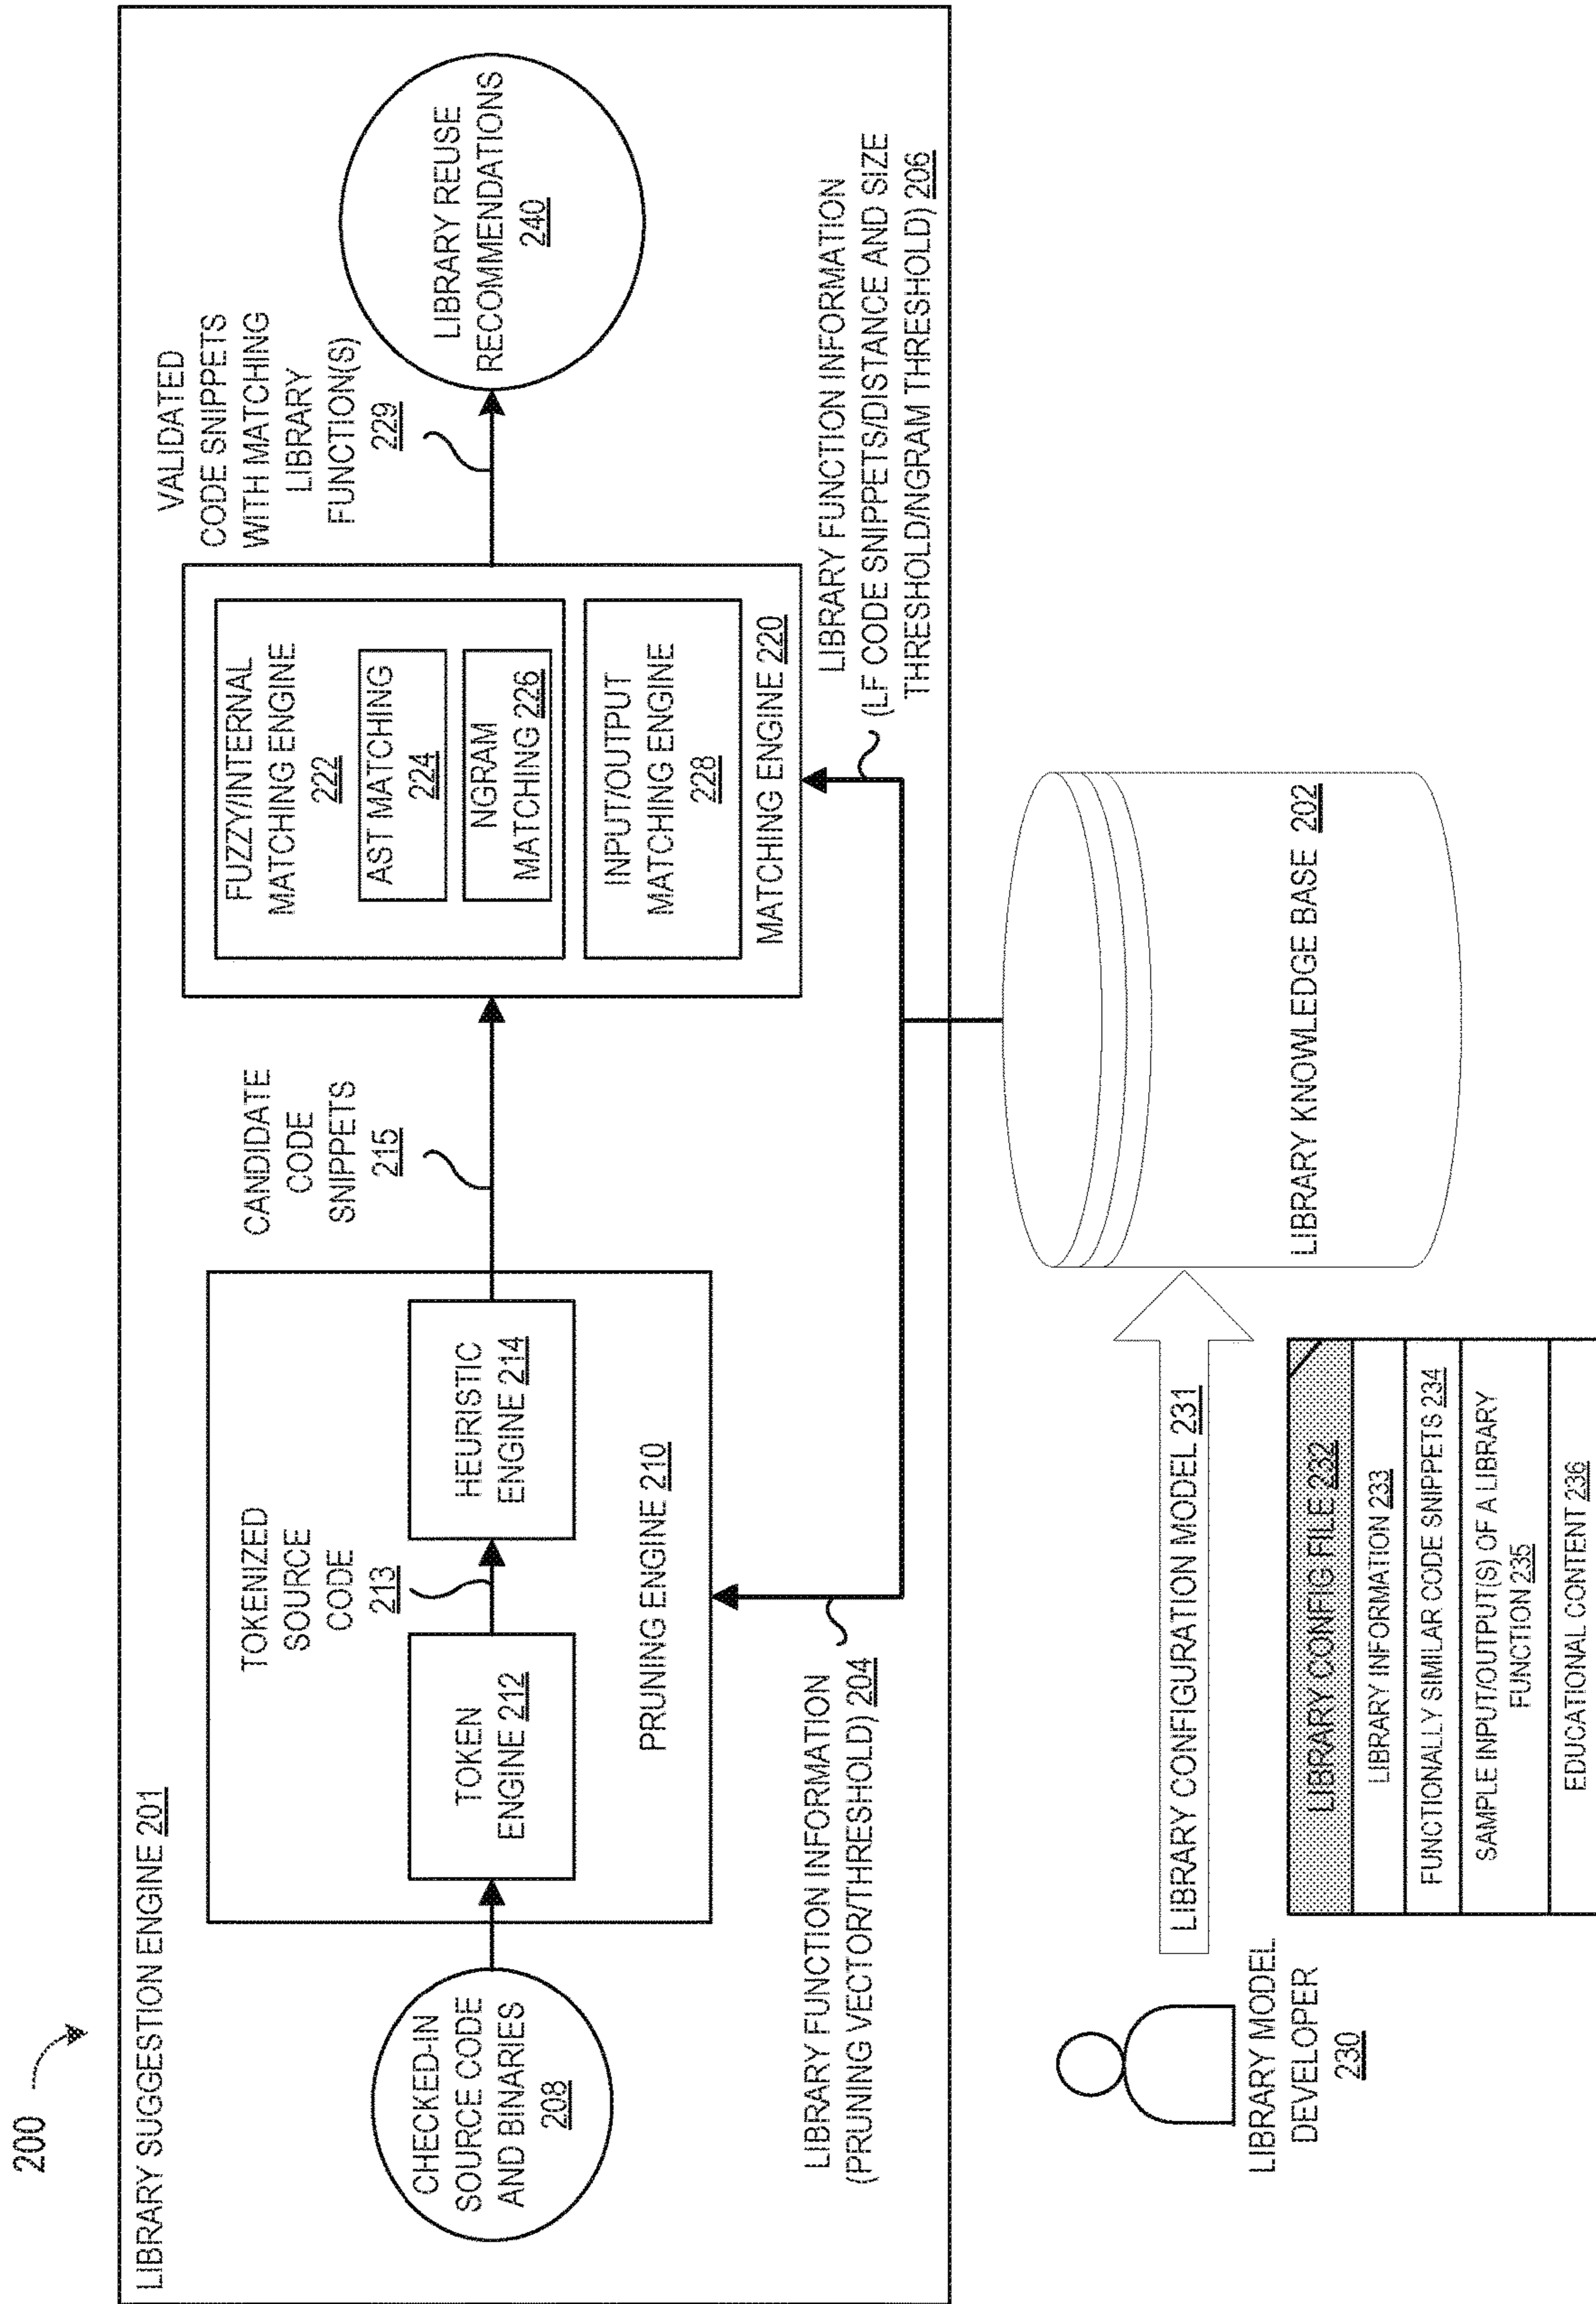 200
LIBRARY SUGGESTION ENGINE 201
CHECKED-IN
SOURCE CODE
AND BINARIES
208
TOKENIZED
SOURCE
CODE
213
TOKEN
ENGINE 212
HEURISTIC
ENGINE 214
PRUNING ENGINE 210
CANDIDATE
CODE
SNIPPETS
215
FUZZY/INTERNAL
MATCHING ENGINE
222
AST MATCHING
224
NGRAM
MATCHING 226
INPUT/OUTPUT
MATCHING ENGINE
228
MATCHING ENGINE 220
VALIDATED
CODE SNIPPETS
WITH MATCHING
LIBRARY
FUNCTION(S)
229
LIBRARY REUSE
RECOMMENDATIONS
240
LIBRARY FUNCTION INFORMATION
(PRUNING VECTOR/THRESHOLD) 204
LIBRARY FUNCTION INFORMATION
(LF CODE SNIPPETS/DISTANCE AND SIZE
THRESHOLD/NGRAM THRESHOLD) 206
LIBRARY MODEL
DEVELOPER
230
LIBRARY CONFIGURATION MODEL 231
LIBRARY CONFIG FILE 232
LIBRARY INFORMATION 233
FUNCTIONALLY SIMILAR CODE SNIPPETS 234
SAMPLE INPUT/OUTPUT(S) OF A LIBRARY
FUNCTION 235
EDUCATIONAL CONTENT 236
LIBRARY KNOWLEDGE BASE 202